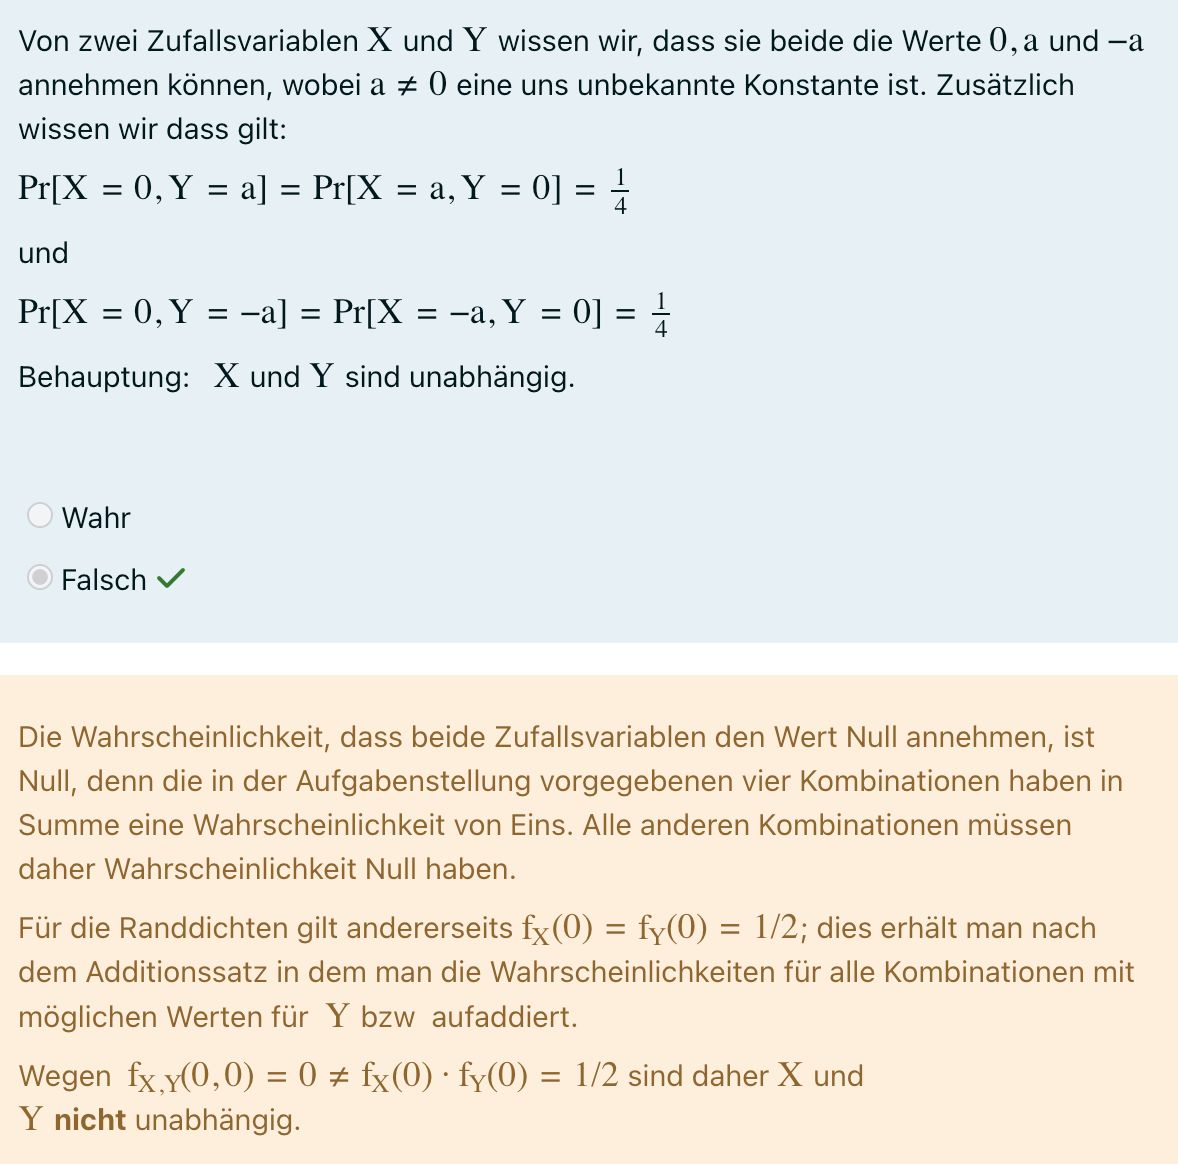 Von zwei Zufallsvariablen X und Y wissen wir, dass sie beide die Werte 0, a und −a
annehmen können, wobei a ≠ 0 eine uns unbekannte Konstante ist. Zusätzlich
wissen wir dass gilt:
Pr[X = 0, Y = a] = Pr[X = a, Y = 0] = 1/4
und
Pr[X = 0, Y = −a] = Pr[X = −a, Y = 0] = 1/4
Behauptung: X und Y sind unabhängig.
Wahr
Falsch ✓
Die Wahrscheinlichkeit, dass beide Zufallsvariablen den Wert Null annehmen, ist
Null, denn die in der Aufgabenstellung vorgegebenen vier Kombinationen haben in
Summe eine Wahrscheinlichkeit von Eins. Alle anderen Kombinationen müssen
daher Wahrscheinlichkeit Null haben.
Für die Randdichten gilt andererseits f_X(0) = f_Y(0) = 1/2; dies erhält man nach
dem Additionssatz in dem man die Wahrscheinlichkeiten für alle Kombinationen mit
möglichen Werten für Y bzw aufaddiert.
Wegen f_X,Y(0, 0) = 0 ≠ f_X(0) · f_Y(0) = 1/2 sind daher X und
Y nicht unabhängig.